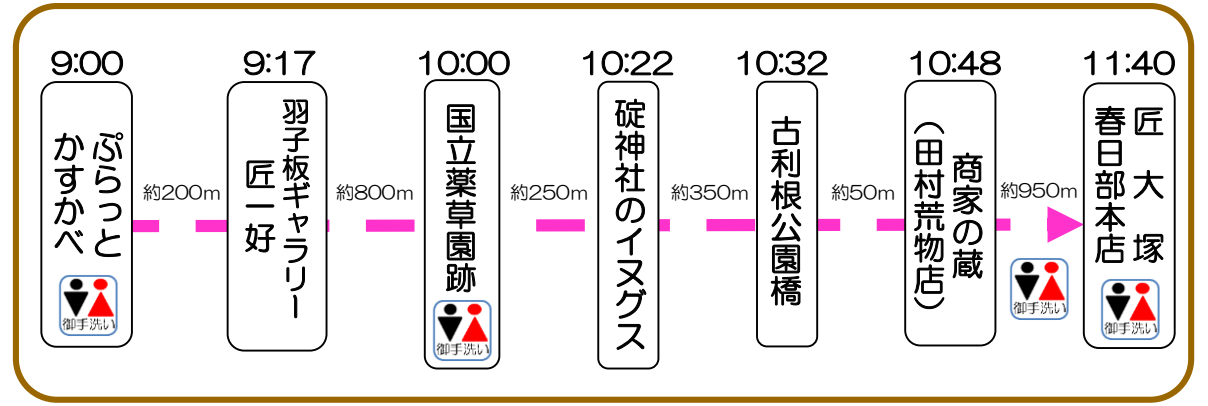 9:00
ぷらっと
かすかべ
御手洗い
約200m
9:17
羽子板ギャラリー
匠一好
約800m
10:00
国立薬草園跡
御手洗い
約250m
10:22
碇神社のイヌグス
約350m
10:32
古利根公園橋
約50m
10:48
商家の蔵
(田村荒物店)
約950m
御手洗い
11:40
匠大塚
春日部本店
御手洗い